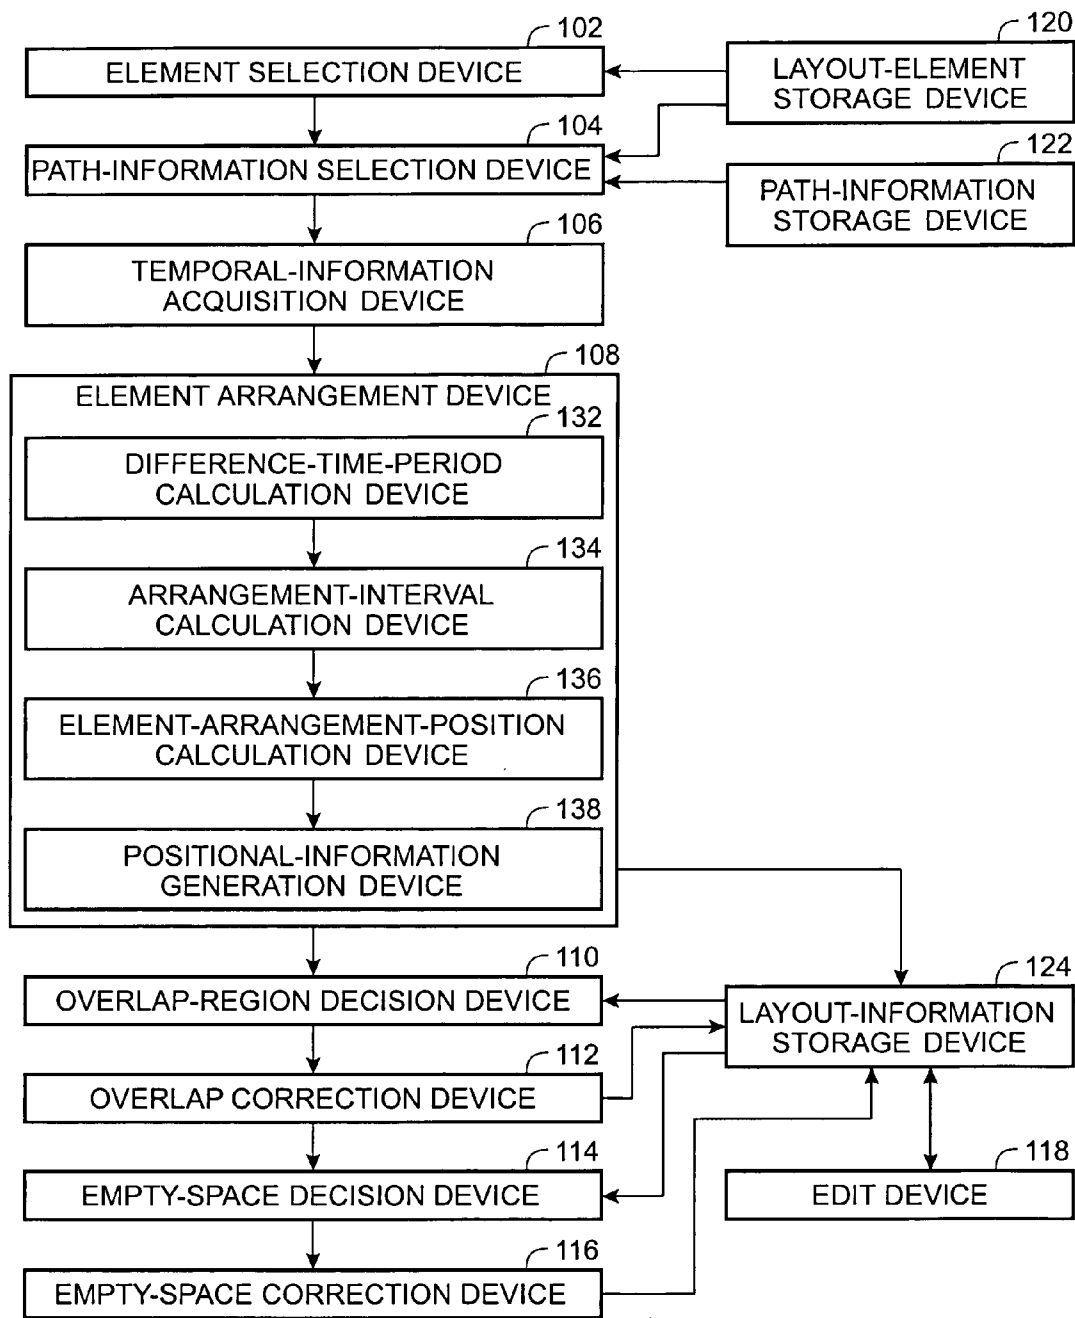 102
ELEMENT SELECTION DEVICE
120
LAYOUT-ELEMENT
STORAGE DEVICE
104
PATH-INFORMATION SELECTION DEVICE
122
PATH-INFORMATION
STORAGE DEVICE
106
TEMPORAL-INFORMATION
ACQUISITION DEVICE
108
ELEMENT ARRANGEMENT DEVICE
132
DIFFERENCE-TIME-PERIOD
CALCULATION DEVICE
134
ARRANGEMENT-INTERVAL
CALCULATION DEVICE
136
ELEMENT-ARRANGEMENT-POSITION
CALCULATION DEVICE
138
POSITIONAL-INFORMATION
GENERATION DEVICE
110
OVERLAP-REGION DECISION DEVICE
124
LAYOUT-INFORMATION
STORAGE DEVICE
112
OVERLAP CORRECTION DEVICE
114
EMPTY-SPACE DECISION DEVICE
118
EDIT DEVICE
116
EMPTY-SPACE CORRECTION DEVICE